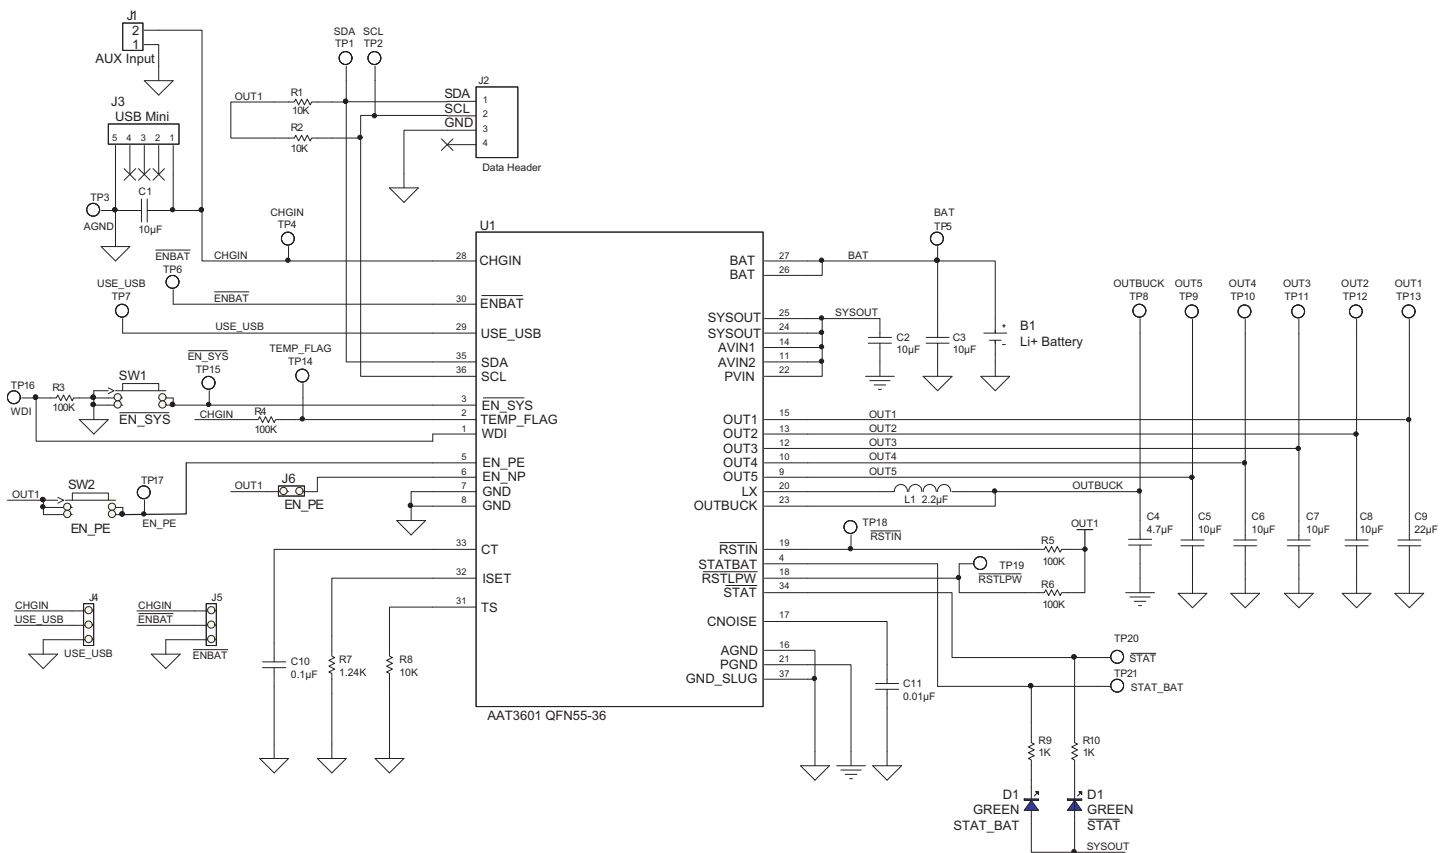 J1
2
1
AUX Input
J3
USB Mini
5 4 3 2 1
TP3
AGND
C1
10µF
SDA SCL
TP1 TP2
OUT1
R1
10K
R2
10K
J2
SDA 1
SCL 2
GND 3
4
Data Header
CHGIN
TP4
CHGIN
ENBAT
TP6
ENBAT
USE_USB
TP7
USE_USB
TEMP_FLAG
TP14
EN_SYS
TP15
TP16
WDI
R3
100K
SW1
EN_SYS
CHGIN
R4
100K
SW2
OUT1
TP17
EN_PE
EN_PE
OUT1
J6
EN_PE
U1
28 CHGIN
30 ENBAT
29 USE_USB
35 SDA
36 SCL
3 EN_SYS
2 TEMP_FLAG
1 WDI
5 EN_PE
6 EN_NP
7 GND
8 GND
33 CT
32 ISET
31 TS
BAT 27
BAT 26
SYSOUT 25
SYSOUT 24
AVIN1 14
AVIN2 11
PVIN 22
OUT1 15
OUT2 13
OUT3 12
OUT4 10
OUT5 9
LX 20
OUTBUCK 23
RSTIN 19
STATBAT 4
RSTLPW 18
STAT 34
CNOISE 17
AGND 16
PGND 21
GND_SLUG 37
AAT3601 QFN55-36
BAT
TP5
BAT
SYSOUT
C2
10µF
C3
10µF
+
-
B1
Li+ Battery
OUTBUCK OUT5 OUT4 OUT3 OUT2 OUT1
TP8 TP9 TP10 TP11 TP12 TP13
OUT1
OUT2
OUT3
OUT4
OUT5
L1 2.2µF
OUTBUCK
C4
4.7µF
C5
10µF
C6
10µF
C7
10µF
C8
10µF
C9
22µF
TP18
RSTIN
OUT1
R5
100K
TP19
RSTLPW
R6
100K
TP20
STAT
TP21
STAT_BAT
C11
0.01µF
R9
1K
R10
1K
D1
GREEN
STAT_BAT
D1
GREEN
STAT
SYSOUT
J4
CHGIN
USE_USB
USE_USB
J5
CHGIN
ENBAT
ENBAT
C10
0.1µF
R7
1.24K
R8
10K